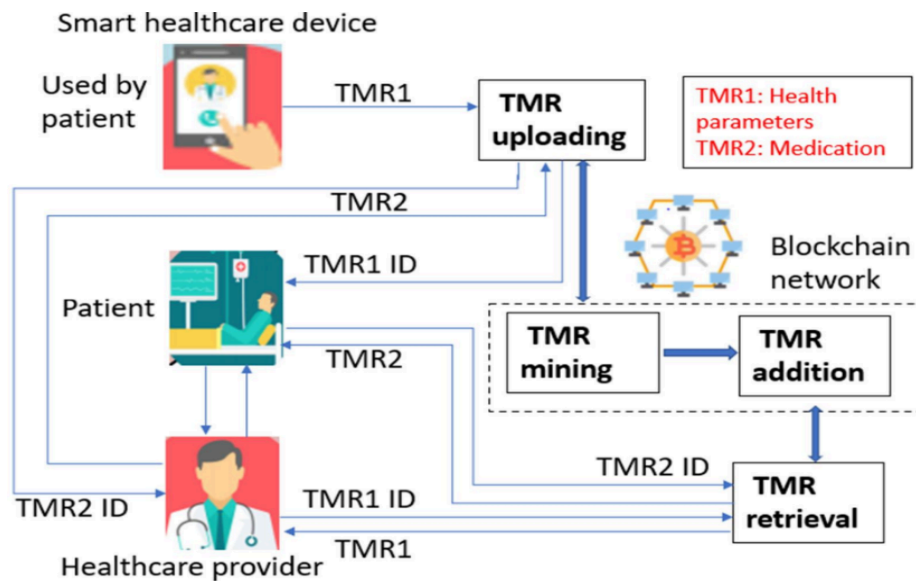 Smart healthcare device
Used by
patient
TMR1
TMR
uploading
TMR1: Health
parameters
TMR2: Medication
TMR2
TMR1 ID
Blockchain
network
Patient
TMR2
TMR
mining
TMR
addition
TMR2 ID
TMR2 ID
TMR1 ID
TMR
retrieval
TMR1
Healthcare provider